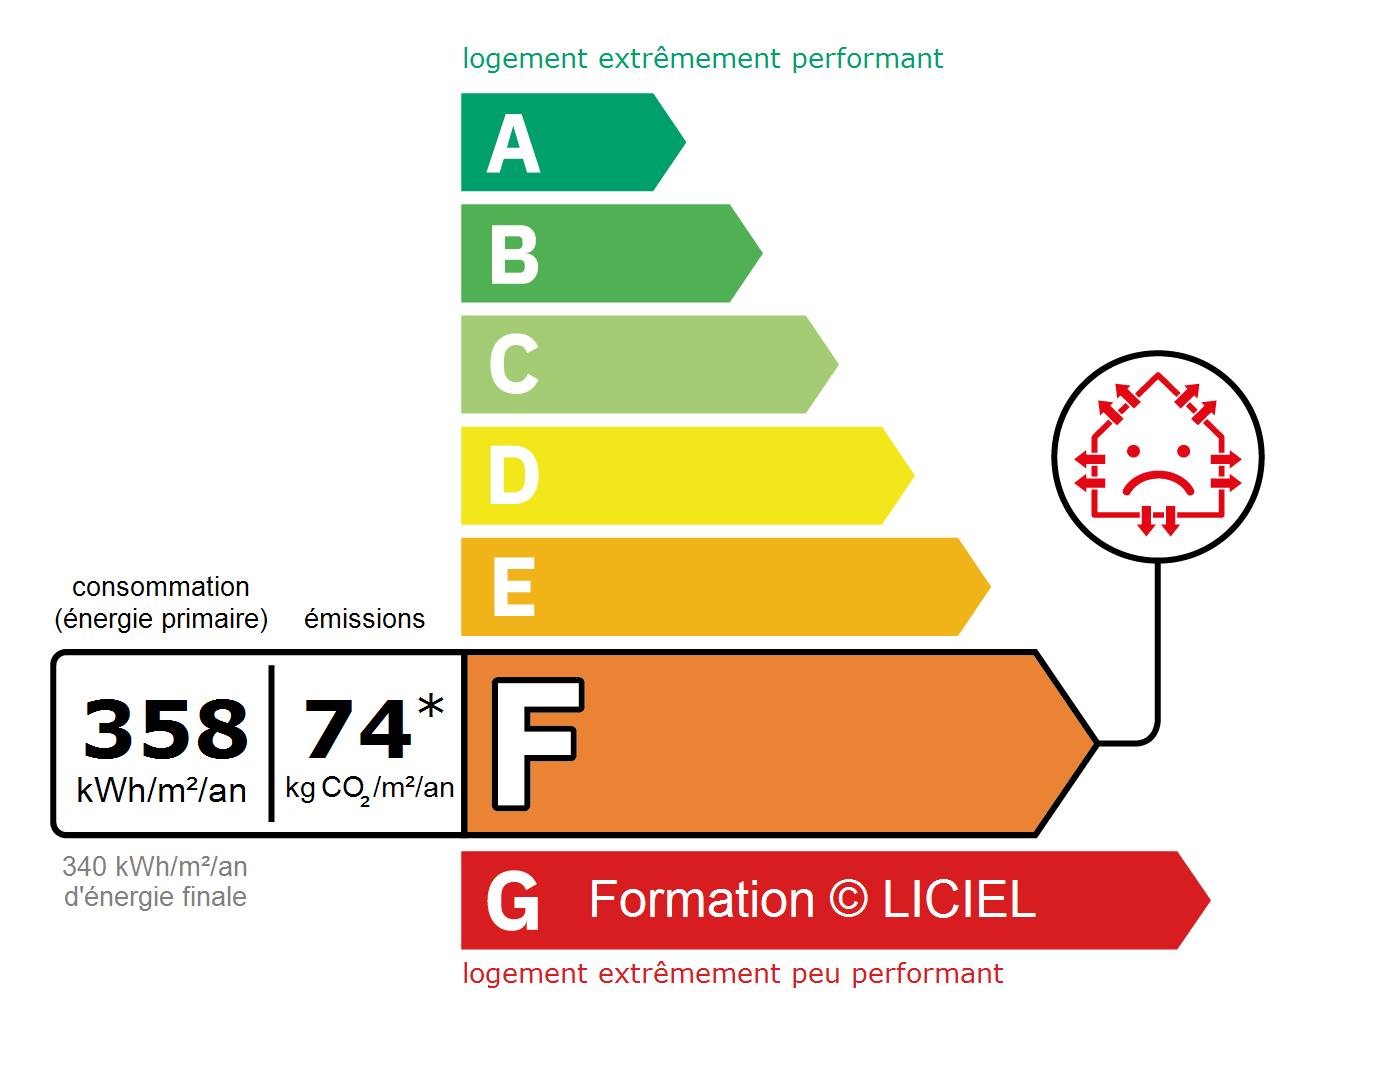 logement extrêmement performant
A
B
C
D
E
consommation
(énergie primaire)
émissions
358
kWh/m²/an
74*
kg CO₂/m²/an
F
340 kWh/m²/an
d'énergie finale
G Formation © LICIEL
logement extrêmement peu performant